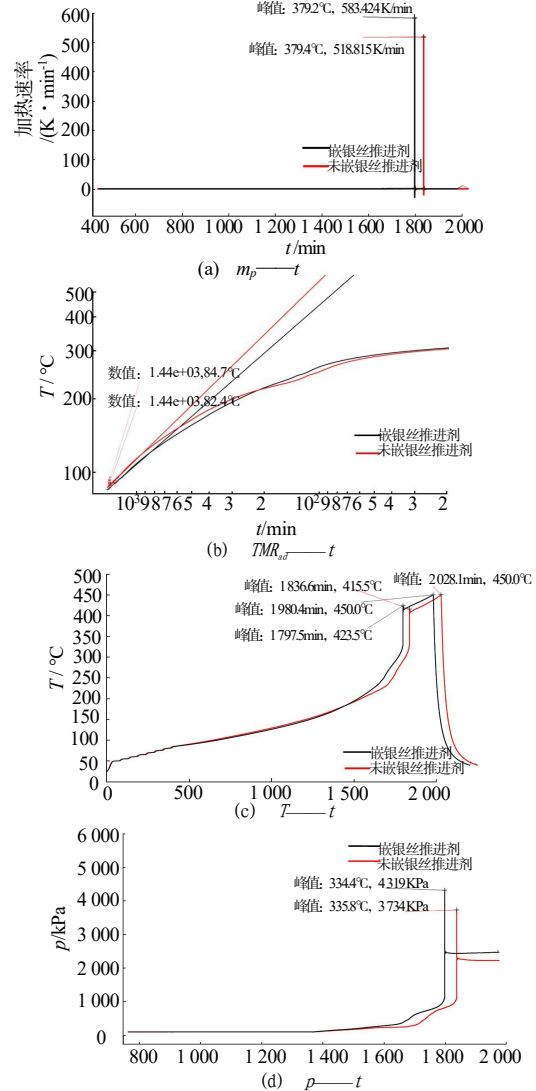 峰值：379.2℃，583.424 K/min
600
500
峰值：379.4℃，518.815 K/min
400
加热速率
/(K·min⁻¹)
300
200
嵌银丝推进剂
100
未嵌银丝推进剂
0
400 600 800 1 000 1 200 1 400 1 600 1 800 2 000
t/min
(a) mp——t
500
400
300
T / °C
数值：1.44e+03,84.7℃
200
数值：1.44e+03,82.4℃
嵌银丝推进剂
未嵌银丝推进剂
100
10³ 9 8 7 6 5 4 3 2 10² 9 8 7 6 5 4 3 2
t/min
(b) TMRad——t
500
峰值：1 836.6min，415.5℃
峰值：2 028.1min，450.0℃
450
峰值：1 980.4min，450.0℃
400
峰值：1 797.5min，423.5℃
350
300
T / °C
250
200
150
100
嵌银丝推进剂
50
未嵌银丝推进剂
0
0 500 1 000 1 500 2 000
(c) T——t
6 000
嵌银丝推进剂
未嵌银丝推进剂
5 000
峰值：334.4℃，4 319 KPa
4 000
峰值：335.8℃，3 734 KPa
p/kPa
3 000
2 000
1 000
0
800 1 000 1 200 1 400 1 600 1 800 2 000
(d) p——t